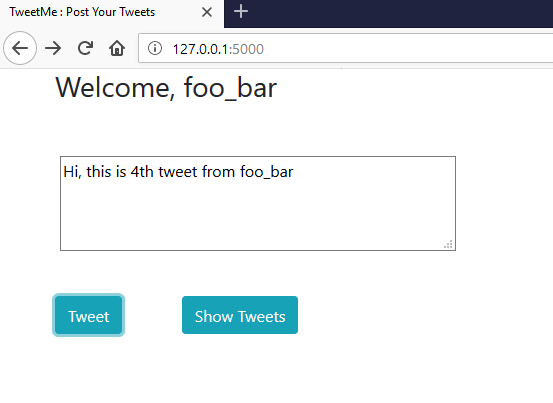 TweetMe : Post Your Tweets
127.0.0.1:5000
Welcome, foo_bar
Hi, this is 4th tweet from foo_bar
Tweet
Show Tweets